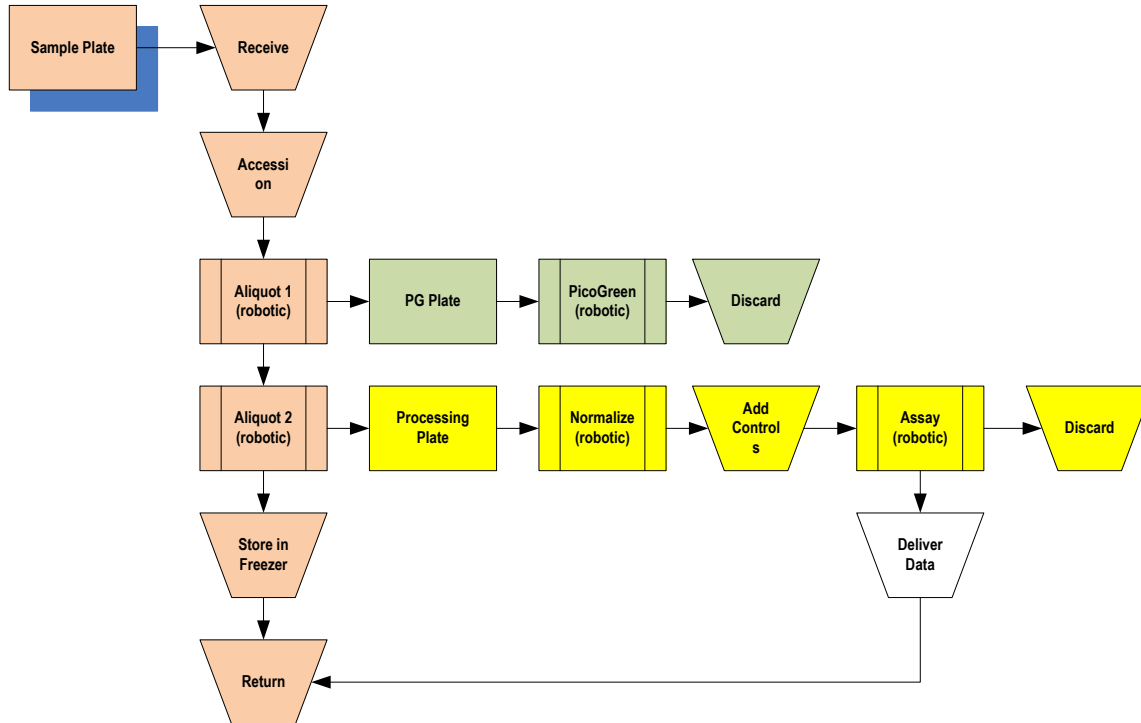 Sample Plate
Receive
Accessi
on
Aliquot 1
(robotic)
PG Plate
PicoGreen
(robotic)
Discard
Aliquot 2
(robotic)
Processing
Plate
Normalize
(robotic)
Add
Control
s
Assay
(robotic)
Discard
Store in
Freezer
Deliver
Data
Return